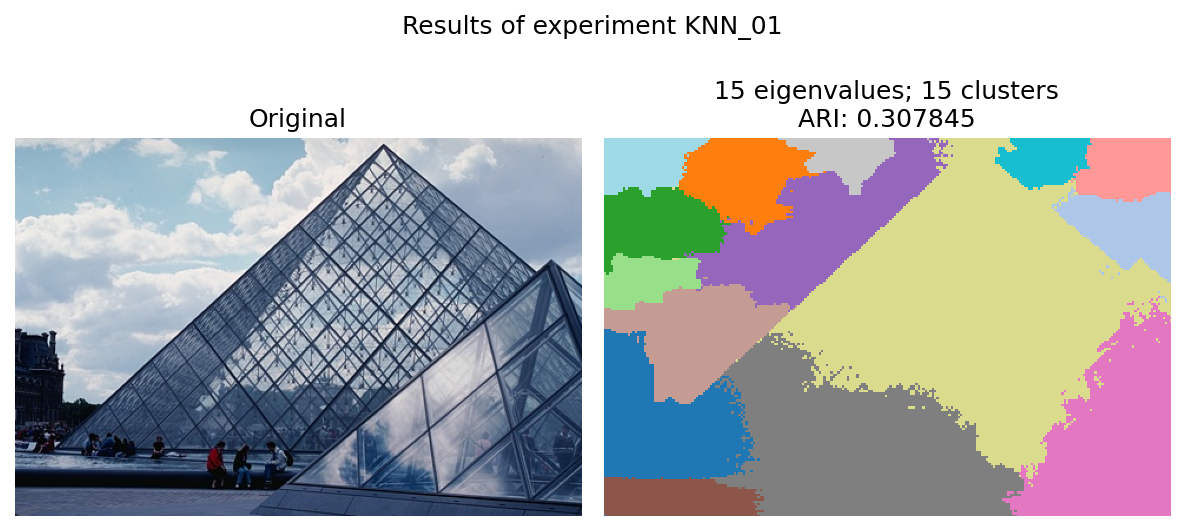 Results of experiment KNN_01
Original
15 eigenvalues; 15 clusters
ARI: 0.307845